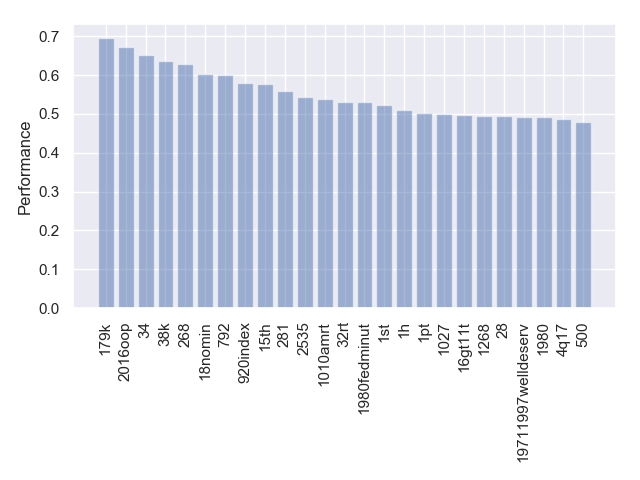 0.7
0.6
0.5
0.4
0.3
0.2
0.1
0.0
Performance
179k
2016oop
34
38k
268
18nomin
792
920index
15th
281
2535
1010amrt
32rt
1980fedminut
1st
1h
1pt
1027
16gt11t
1268
28
19711997welldeserv
1980
4q17
500